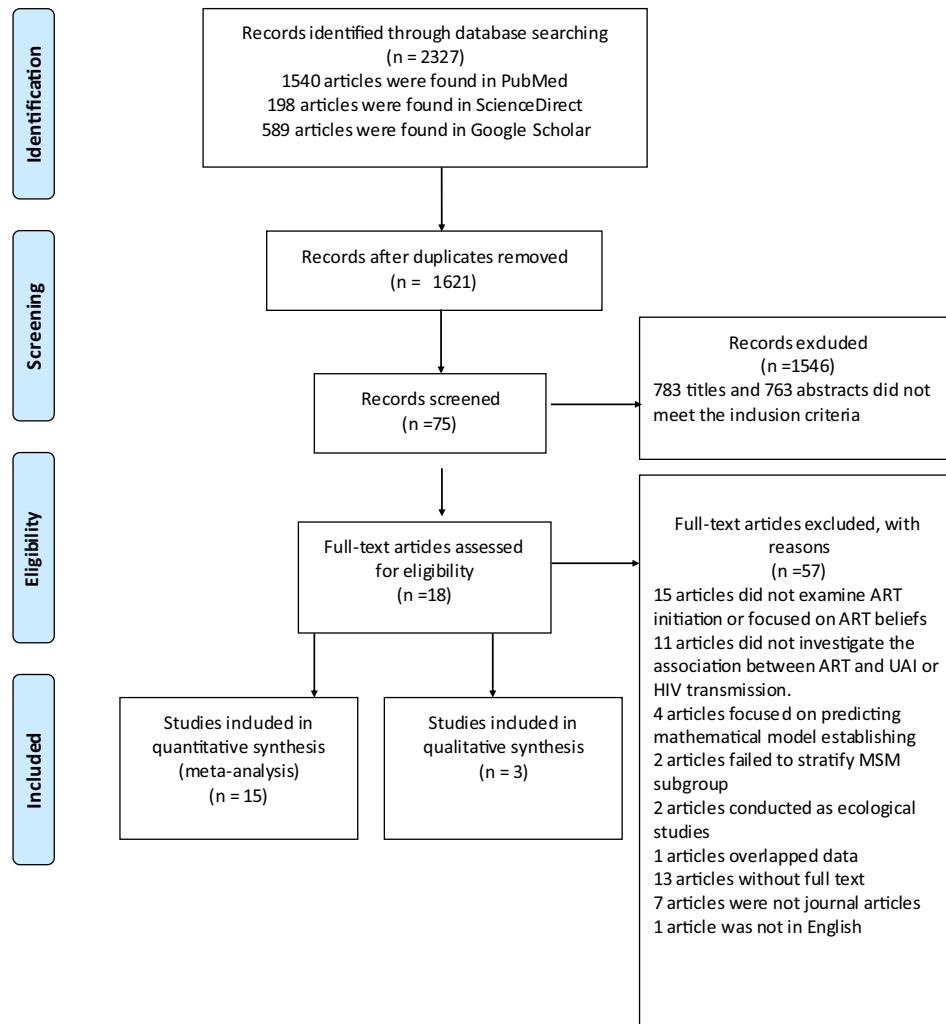 Identification
Records identified through database searching
(n = 2327)
1540 articles were found in PubMed
198 articles were found in ScienceDirect
589 articles were found in Google Scholar
Screening
Records after duplicates removed
(n = 1621)
Records screened
(n =75)
Records excluded
(n =1546)
783 titles and 763 abstracts did not
meet the inclusion criteria
Eligibility
Full-text articles assessed
for eligibility
(n =18)
Full-text articles excluded, with
reasons
(n =57)
15 articles did not examine ART
initiation or focused on ART beliefs
11 articles did not investigate the
association between ART and UAI or
HIV transmission.
4 articles focused on predicting
mathematical model establishing
2 articles failed to stratify MSM
subgroup
2 articles conducted as ecological
studies
1 articles overlapped data
13 articles without full text
7 articles were not journal articles
1 article was not in English
Included
Studies included in
quantitative synthesis
(meta-analysis)
(n = 15)
Studies included in
qualitative synthesis
(n = 3)